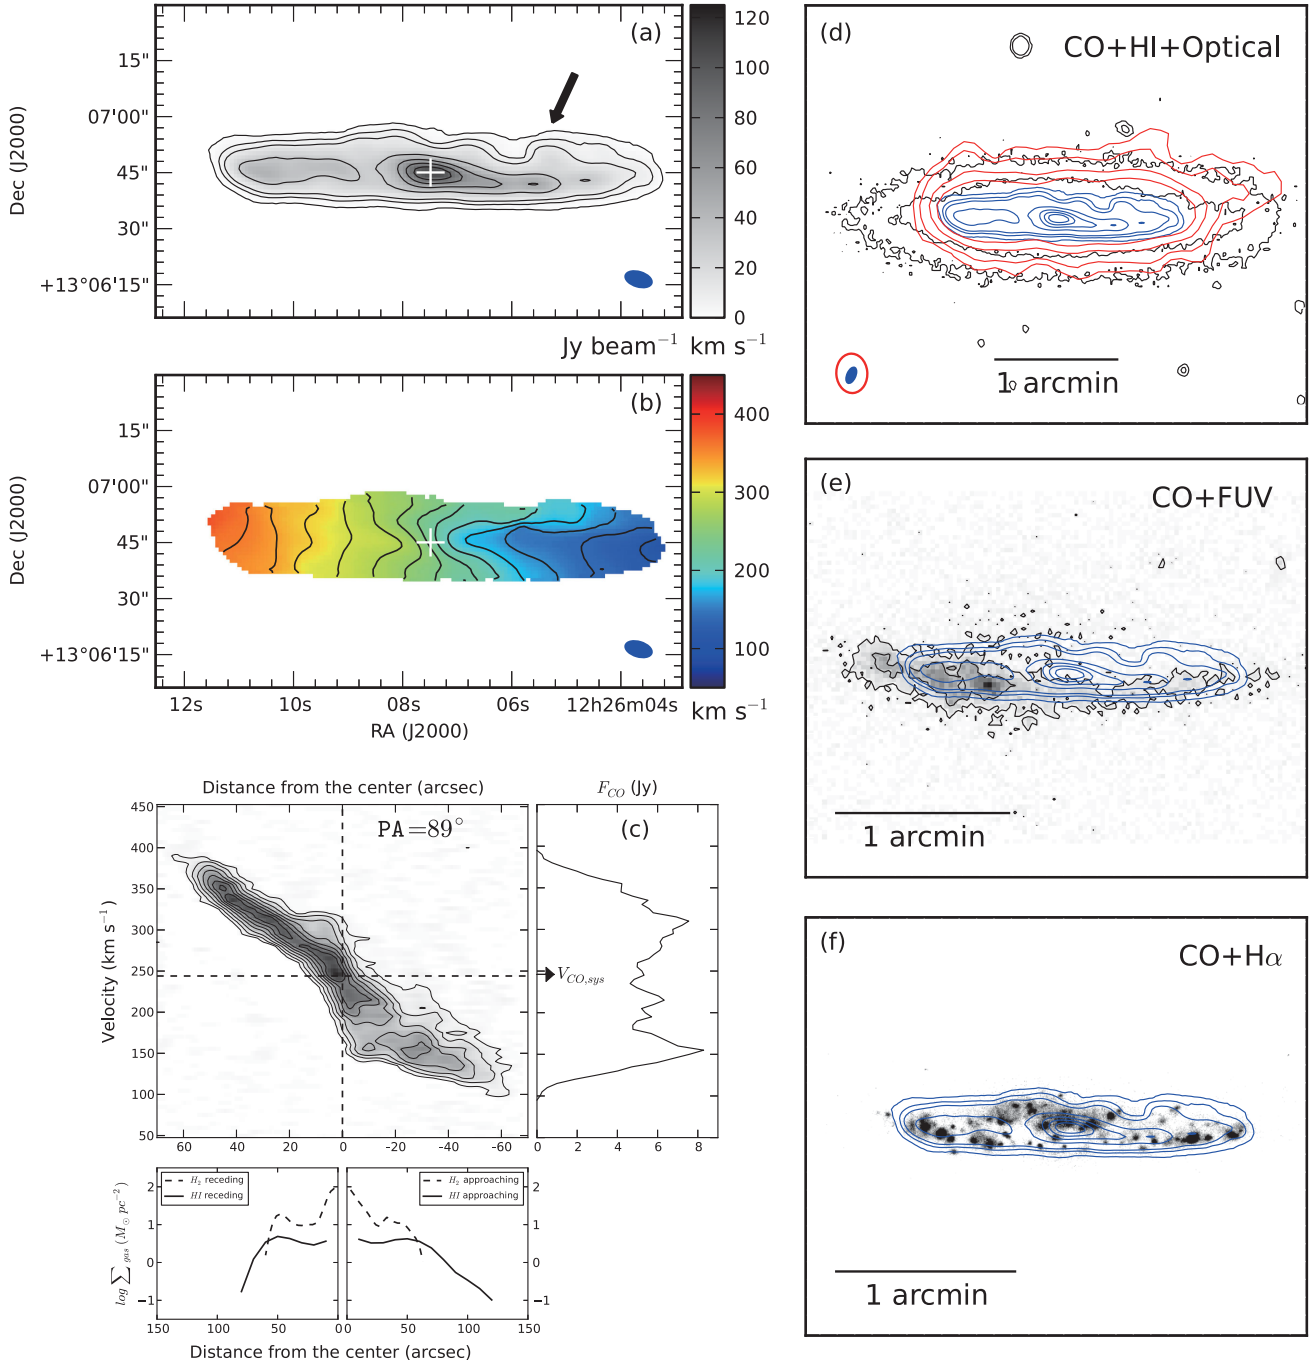 (a)
Dec (J2000)
15"
07'00"
45"
30"
+13°06'15"
120
100
80
60
40
20
0
Jy beam⁻¹ km s⁻¹
(b)
Dec (J2000)
15"
07'00"
45"
30"
+13°06'15"
400
300
200
100
km s⁻¹
12s 10s 08s 06s 12h26m04s
RA (J2000)
Distance from the center (arcsec)
F_CO (Jy)
PA=89°
(c)
Velocity (km s⁻¹)
450
400
350
300
250
200
150
100
50
V_CO,sys
60 40 20 0 -20 -40 -60
0 2 4 6 8
H₂ receding
HI receding
H₂ approaching
HI approaching
log ∑ gas (M⊙ pc⁻²)
2
1
0
−1
2
1
0
−1
150 100 50 0
0 50 100 150
Distance from the center (arcsec)
(d)
CO+HI+Optical
1 arcmin
(e)
CO+FUV
1 arcmin
(f)
CO+Hα
1 arcmin